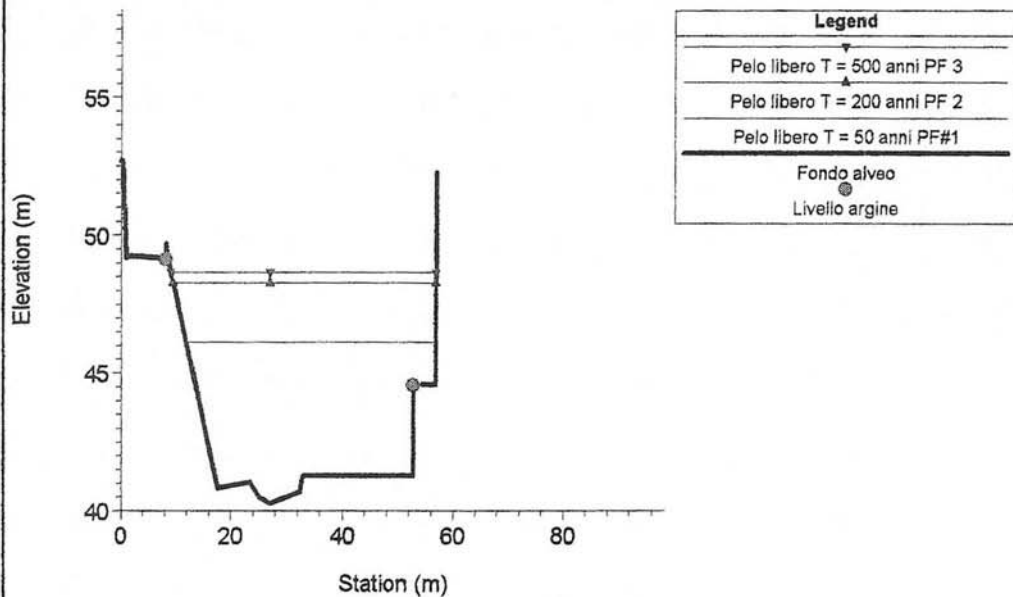 Legend
Pelo libero T = 500 anni PF 3
Pelo libero T = 200 anni PF 2
Pelo libero T = 50 anni PF#1
Fondo alveo
Livello argine
Elevation (m)
55
50
45
40
0 20 40 60 80
Station (m)